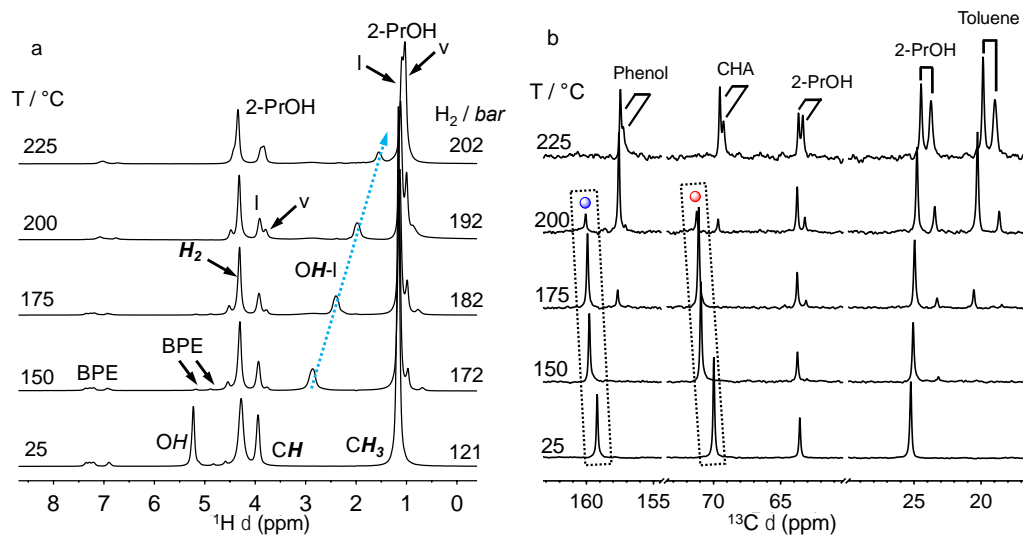 a
2-PrOH
l
v
T / °C
2-PrOH
H2 / bar
225
202
l
v
200
192
H2
OH-l
175
182
BPE
BPE
150
172
OH
CH
CH3
25
121
8 7 6 5 4 3 2 1 0
1H d (ppm)
b
Toluene
2-PrOH
Phenol
CHA
2-PrOH
T / °C
225
200
175
150
25
160 155 70 65 25 20
13C d (ppm)